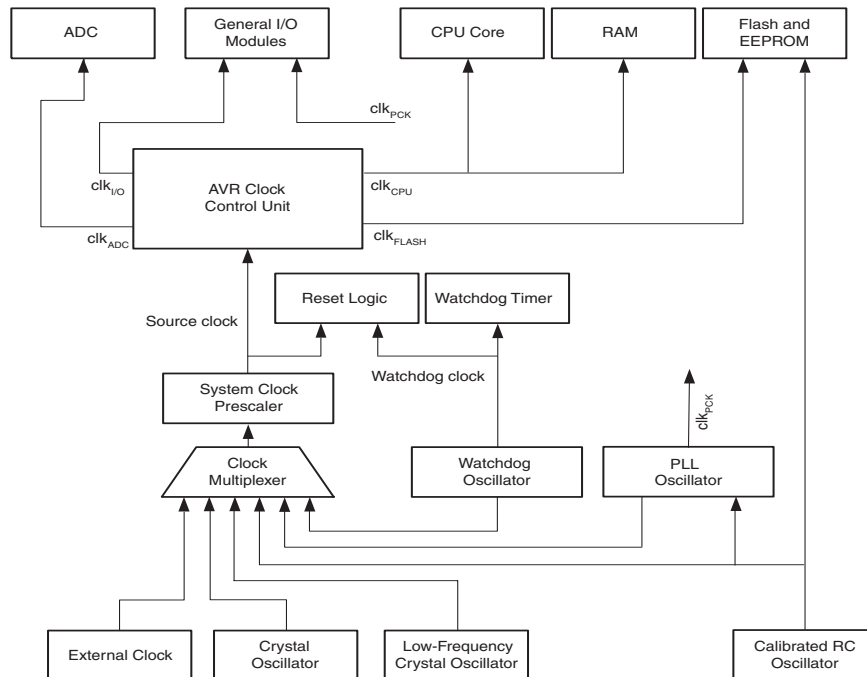 ADC
General I/O
Modules
CPU Core
RAM
Flash and
EEPROM
clkPCK
clkI/O
AVR Clock
Control Unit
clkCPU
clkADC
clkFLASH
Reset Logic
Watchdog Timer
Source clock
Watchdog clock
System Clock
Prescaler
clkPCK
Clock
Multiplexer
Watchdog
Oscillator
PLL
Oscillator
External Clock
Crystal
Oscillator
Low-Frequency
Crystal Oscillator
Calibrated RC
Oscillator